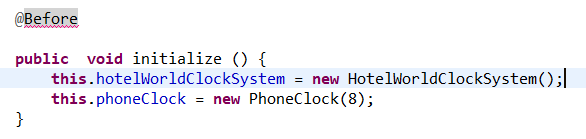 @Before
public  void initialize () {
    this.hotelWorldClockSystem = new HotelWorldClockSystem();
    this.phoneClock = new PhoneClock(8);
}